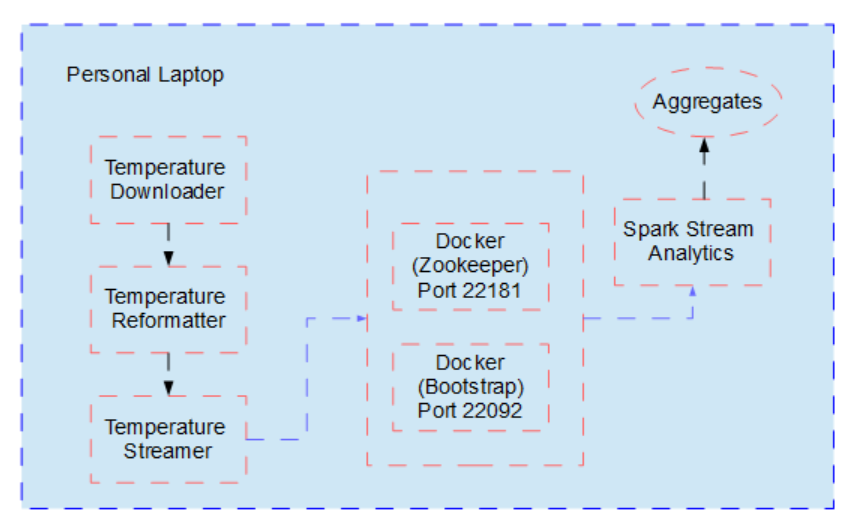 Personal Laptop
Aggregates
Temperature
Downloader
Temperature
Reformatter
Temperature
Streamer
Docker
(Zookeeper)
Port 22181
Docker
(Bootstrap)
Port 22092
Spark Stream
Analytics